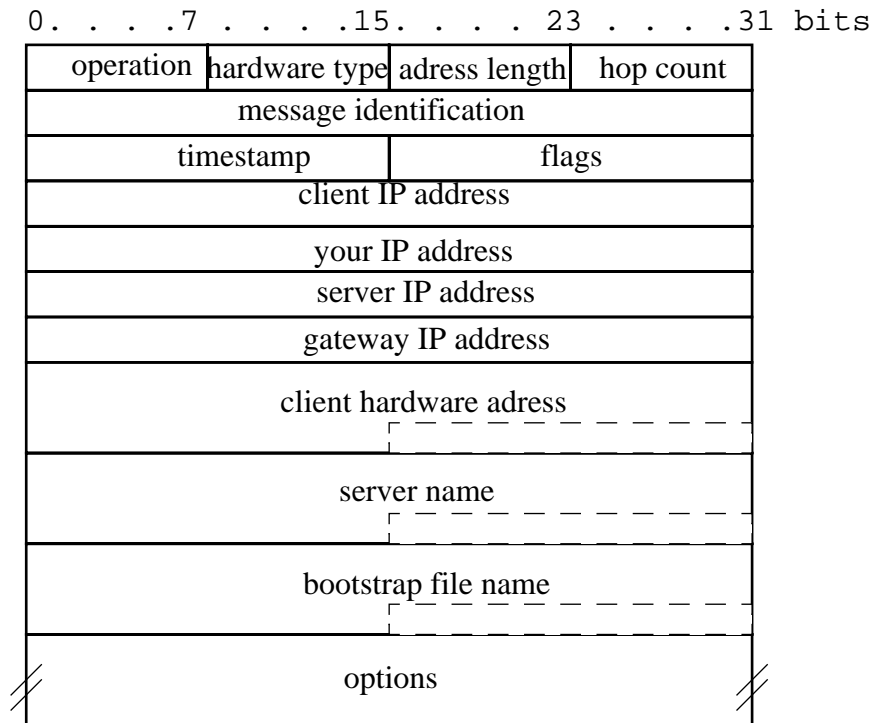 0. . . .7 . . . .15. . . . 23 . . . .31 bits
operation hardware type adress length hop count
message identification
timestamp flags
client IP address
your IP address
server IP address
gateway IP address
client hardware adress
server name
bootstrap file name
options